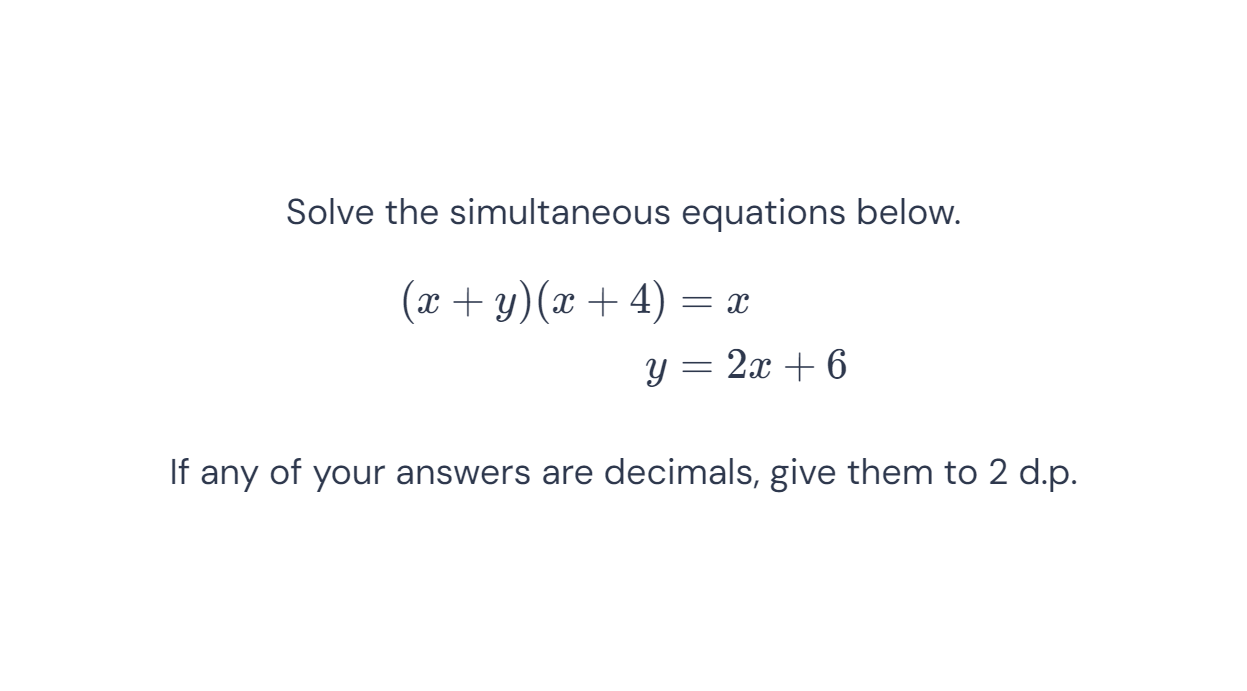 Solve the simultaneous equations below.
(x + y)(x + 4) = x
y = 2x + 6
If any of your answers are decimals, give them to 2 d.p.